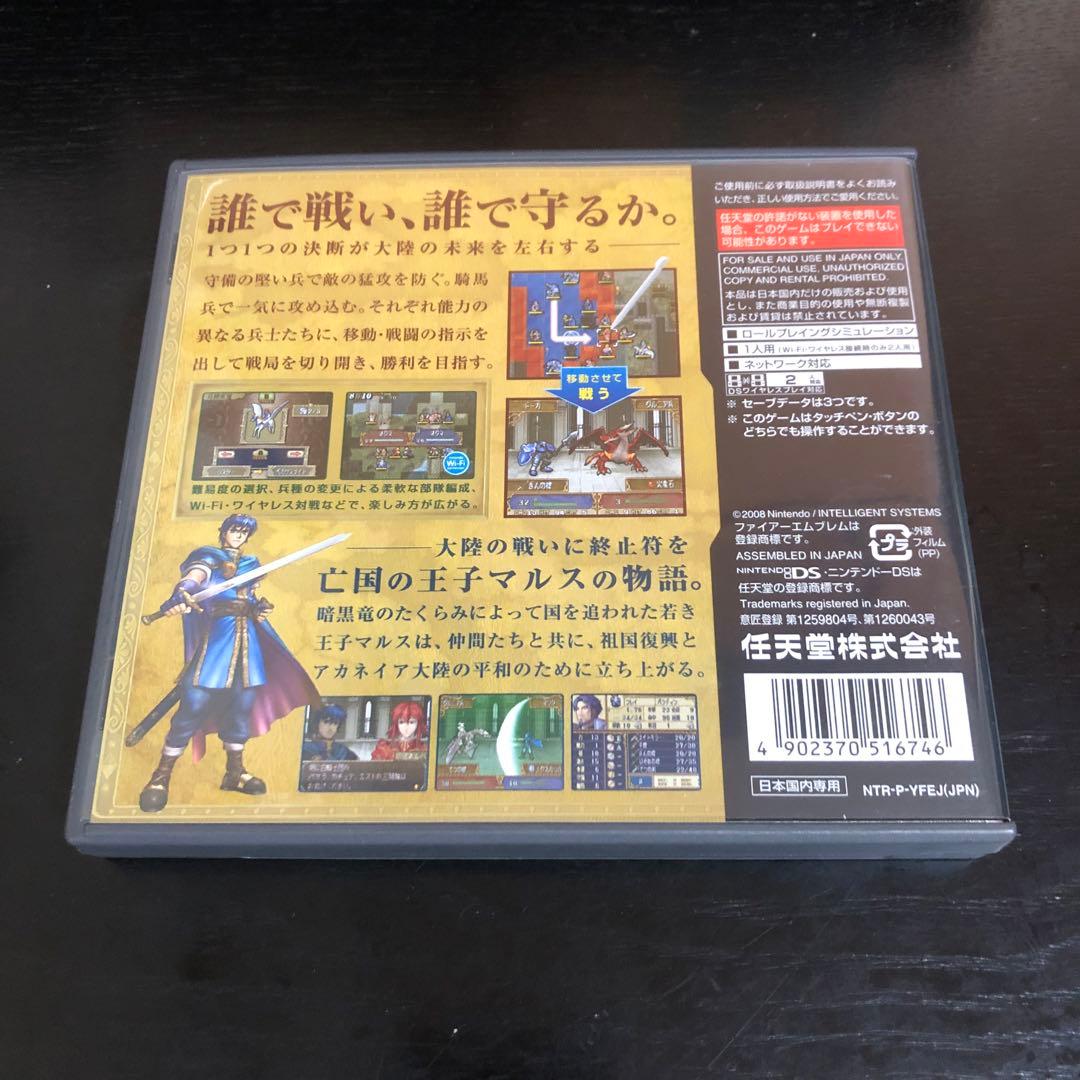 誰で戦い、誰で守るか。
1つ1つの決断が大陸の未来を左右する
守備の堅い兵で敵の猛攻を防ぐ。騎馬
兵で一気に攻め込む。それぞれ能力の
異なる兵士たちに、移動・戦闘の指示を
出して戦局を切り開き、勝利を目指す。
移動させて
戦う
Wi-Fi
難易度の選択、兵種の変更による柔軟な部隊編成、
Wi-Fi・ワイヤレス対戦などで、楽しみ方が広がる。
ぎんの槍
火竜石
大陸の戦いに終止符を
亡国の王子マルスの物語。
暗黒竜のたくらみによって国を追われた若き
王子マルスは、仲間たちと共に、祖国復興と
アカネイア大陸の平和のために立ち上がる。
ご使用前に必ず取扱説明書をよくお読み
いただき、正しい使用方法でご愛用ください。
任天堂の許諾がない装置を使用した
場合、このゲームはプレイできない
可能性があります。
FOR SALE AND USE IN JAPAN ONLY.
COMMERCIAL USE, UNAUTHORIZED
COPY AND RENTAL PROHIBITED.
本品は日本国内だけの販売および使用
とし、また商業目的の使用や無断複製
および賃貸は禁止されています。
■ ロールプレイングシミュレーション
■ 1人用(Wi-Fi・ワイヤレス接続時のみ2人用)
■ ネットワーク対応
2
DSワイヤレスプレイ対応
※ セーブデータは3つです。
※ このゲームはタッチペン・ボタンの
どちらでも操作することができます。
©2008 Nintendo / INTELLIGENT SYSTEMS
ファイアーエムブレムは
登録商標です。
ASSEMBLED IN JAPAN
プラ
外装
フィルム
(PP)
NINTENDO DS・ニンテンドーDSは
任天堂の登録商標です。
Trademarks registered in Japan.
意匠登録 第1259804号、第1260043号
任天堂株式会社
4 902370 516746
日本国内専用
NTR-P-YFEJ(JPN)